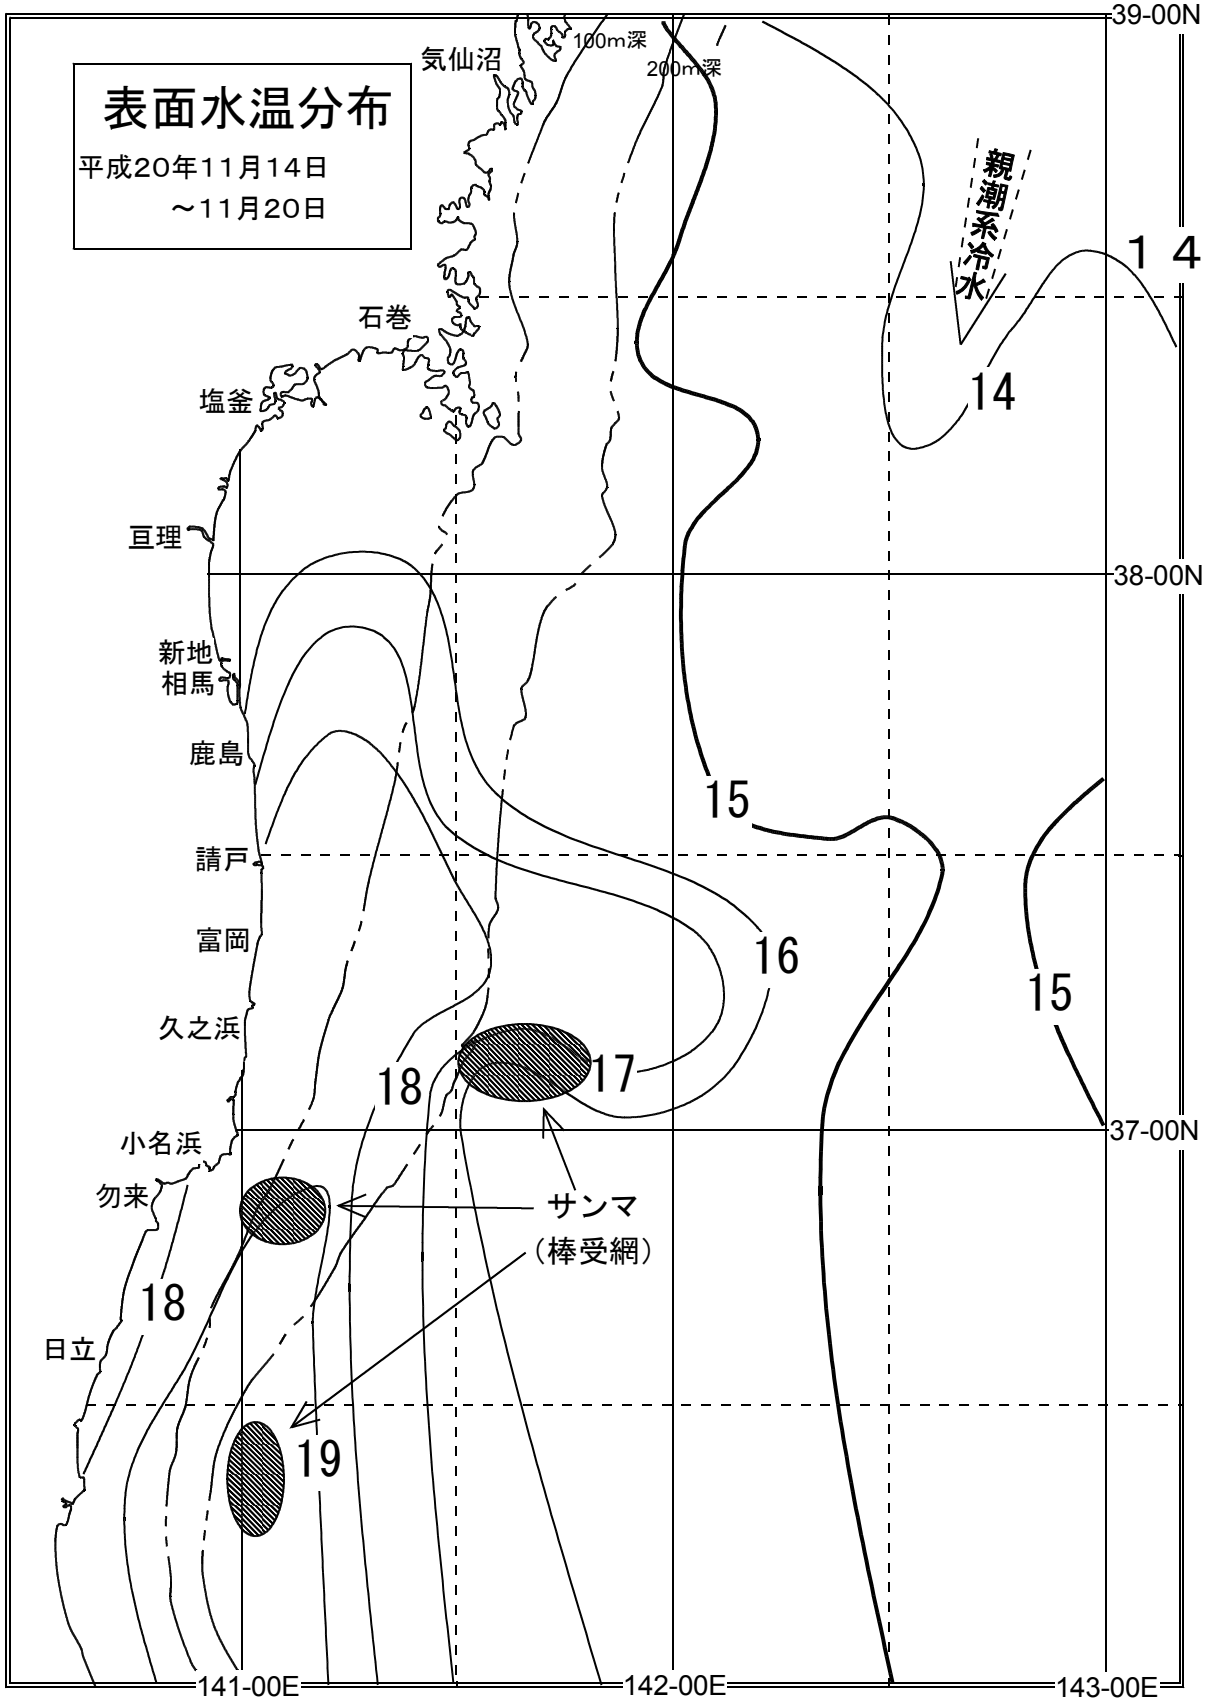 39-00N
100m深
気仙沼
200m深
表面水温分布
平成20年11月14日
～11月20日
親潮系冷水
１４
石巻
14
塩釜
亘理
38-00N
新地
相馬
鹿島
15
請戸
富岡
16
15
久之浜
17
18
37-00N
小名浜
勿来
サンマ
（棒受網）
18
日立
19
141-00E
142-00E
143-00E